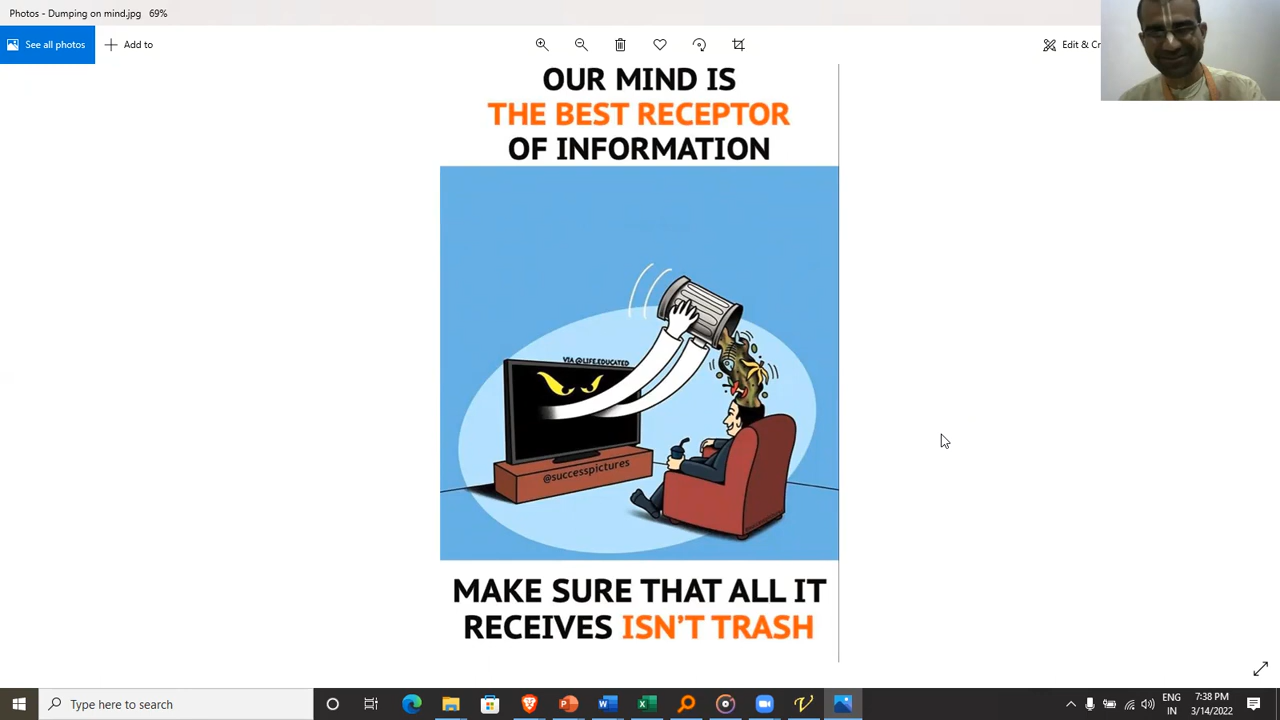 Photos - Dumping on mind.jpg 69%
See all photos
Add to
Edit & Cr
OUR MIND IS
THE BEST RECEPTOR
OF INFORMATION
VIA @LIFE.EDUCATED
@successpictures
MAKE SURE THAT ALL IT
RECEIVES ISN'T TRASH
Type here to search
ENG
IN
7:38 PM
3/14/2022